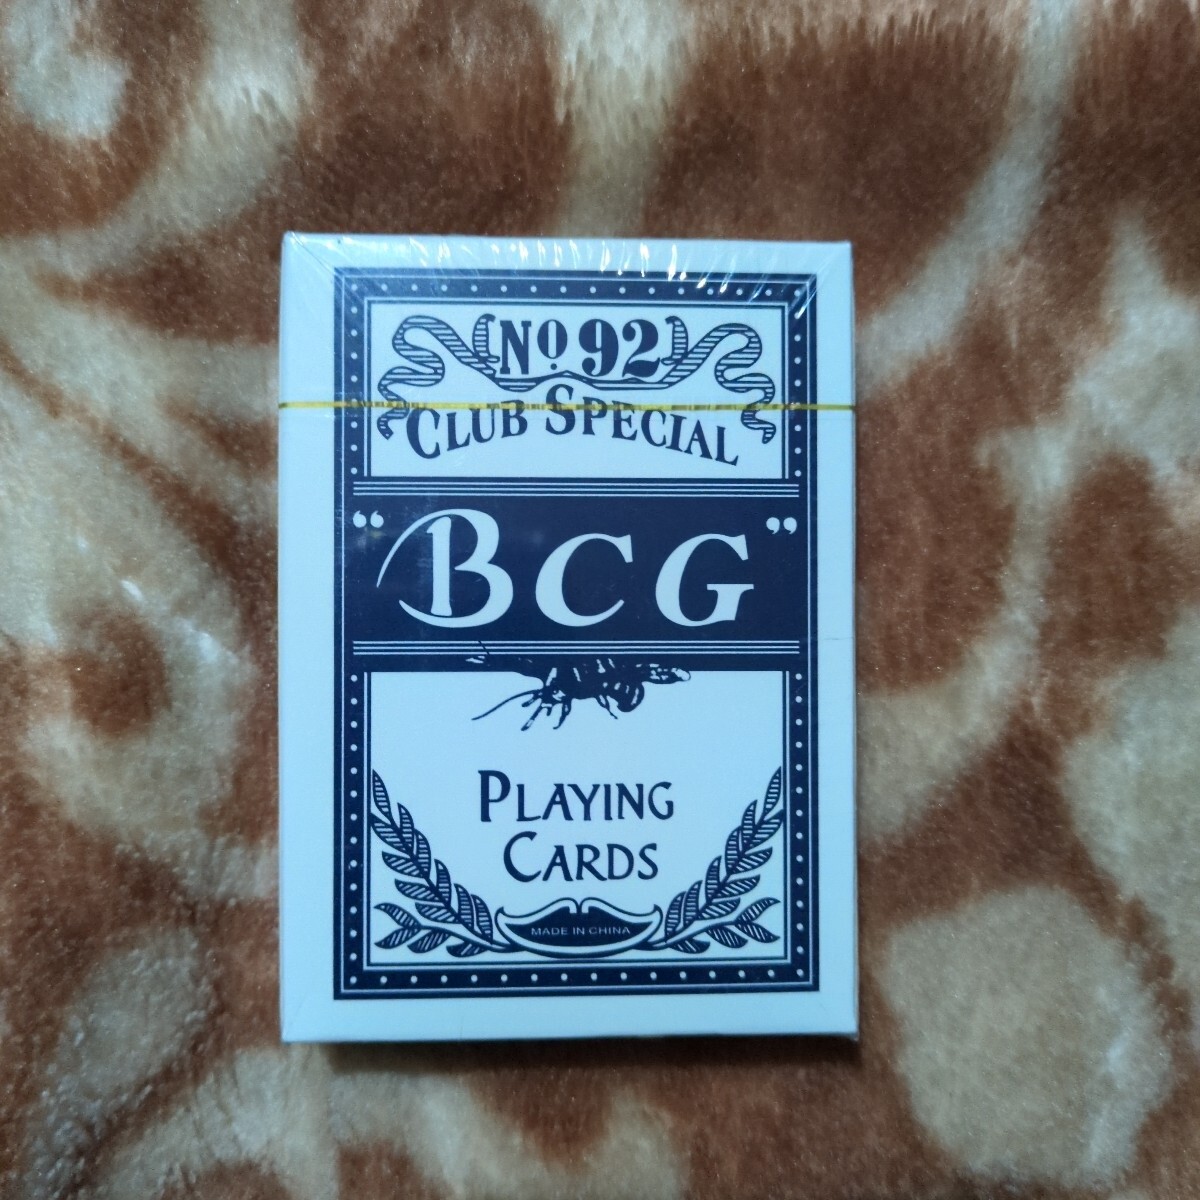 No. 92
CLUB SPECIAL
"BCG"
PLAYING
CARDS
MADE IN CHINA